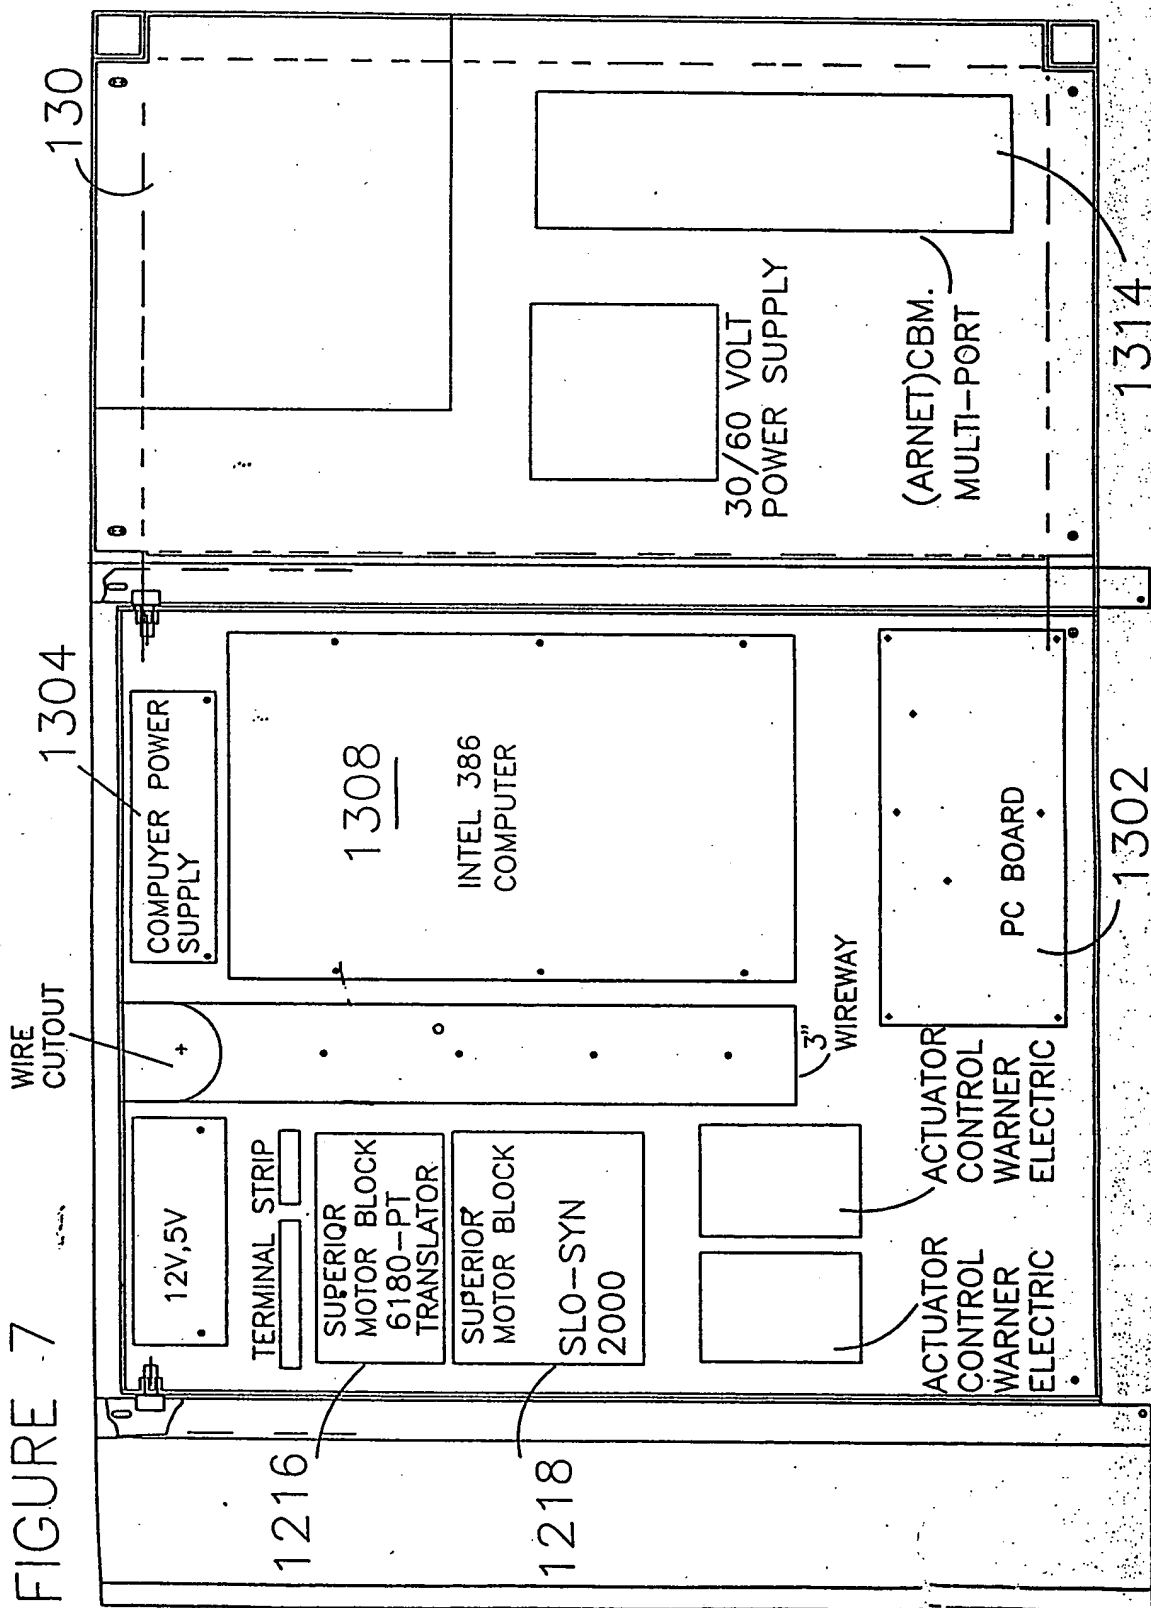 FIGURE 7
WIRE
CUTOUT
1304
130
12V,5V
COMPUYER POWER
SUPPLY
TERMINAL STRIP
1216
SUPERIOR
MOTOR BLOCK
6180-PT
TRANSLATOR
1308
INTEL 386
COMPUTER
1218
SUPERIOR
MOTOR BLOCK
SLO-SYN
2000
30/60 VOLT
POWER SUPPLY
3"
WIREWAY
(ARNET)CBM.
MULTI-PORT
ACTUATOR
CONTROL
WARNER
ELECTRIC
ACTUATOR
CONTROL
WARNER
ELECTRIC
PC BOARD
1302
1314